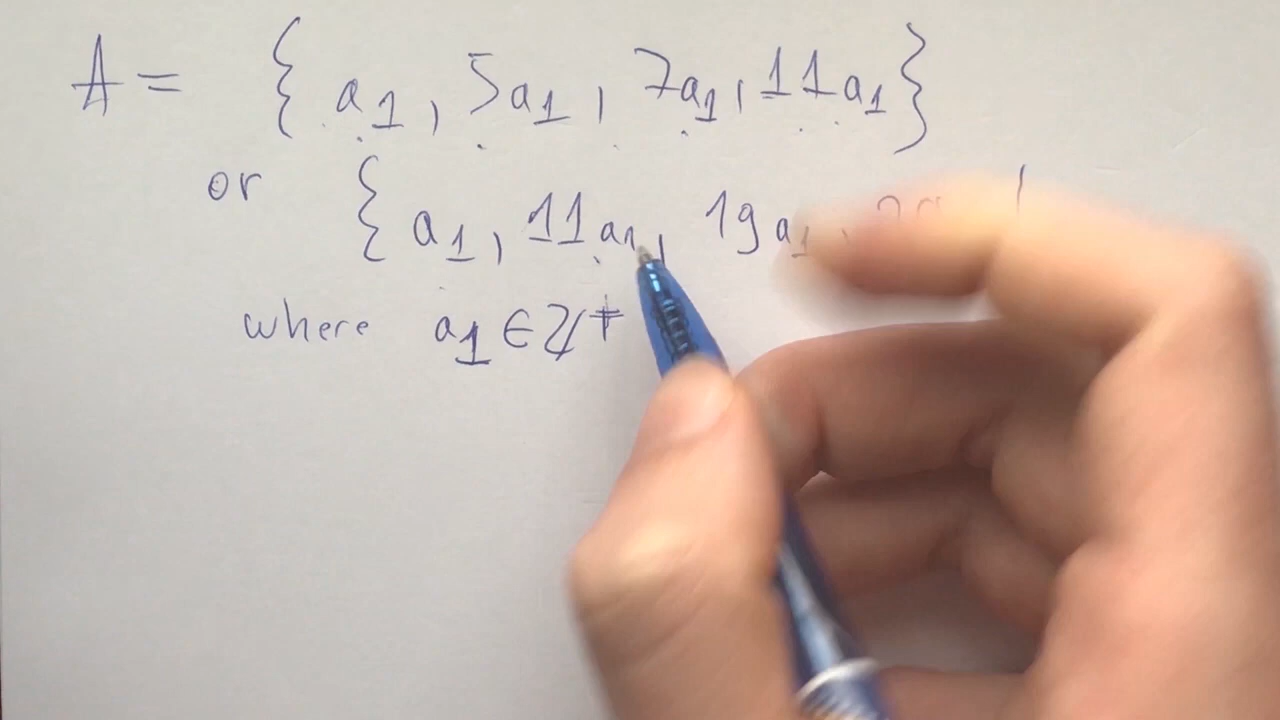 A = { a1, 5a1, 7a1, 11a1 }
or { a1, 11a1, 19a1,
where a1 ∈ ℤ+